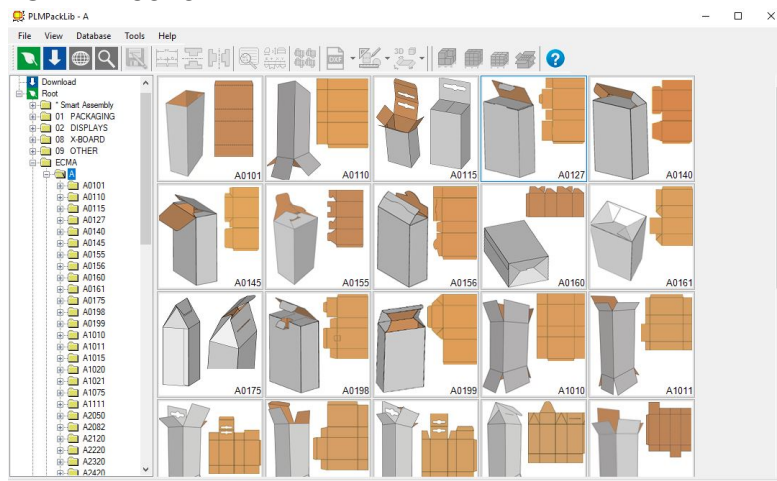 PLMPackLib - A
File View Database Tools Help
DXF
3D
?
Download
Root
* Smart Assembly
01 PACKAGING
02 DISPLAYS
08 X-BOARD
09 OTHER
ECMA
A
A0101
A0110
A0115
A0127
A0140
A0145
A0155
A0156
A0160
A0161
A0175
A0198
A0199
A1010
A1011
A1015
A1020
A1021
A1075
A1111
A2050
A2082
A2120
A2220
A2320
A2420
A0101 A0110 A0115 A0127 A0140
A0145 A0155 A0156 A0160 A0161
A0175 A0198 A0199 A1010 A1011